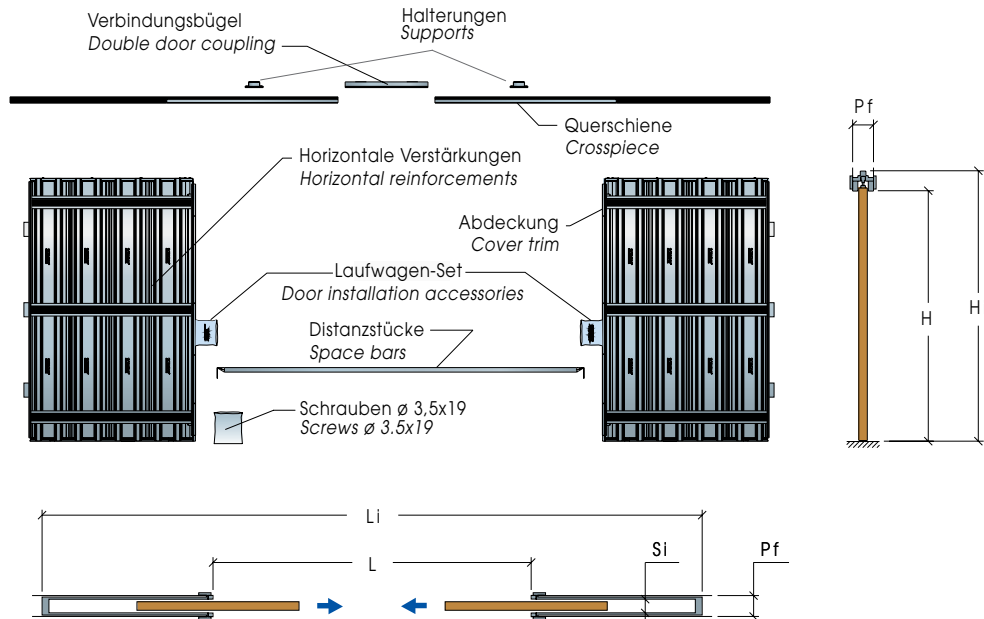 Verbindungsbügel
Double door coupling
Halterungen
Supports
Querschiene
Crosspiece
Horizontale Verstärkungen
Horizontal reinforcements
Abdeckung
Cover trim
Laufwagen-Set
Door installation accessories
Distanzstücke
Space bars
Schrauben ø 3,5x19
Screws ø 3.5x19
Pf
H
H
Li
L
Si
Pf